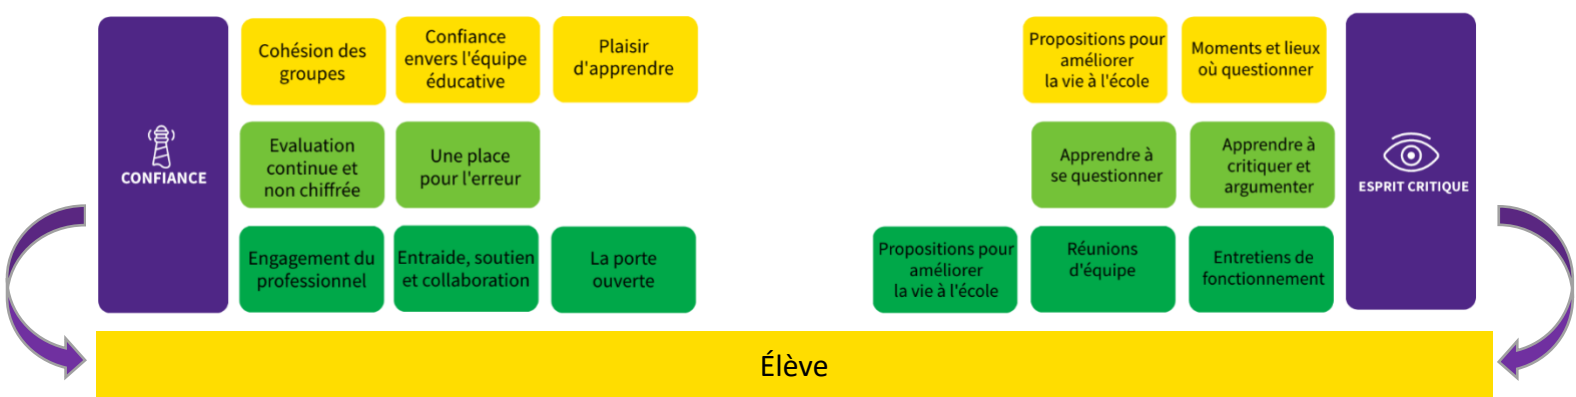 CONFIANCE
Cohésion des
groupes
Confiance
envers l'équipe
éducative
Plaisir
d'apprendre
Evaluation
continue et
non chiffrée
Une place
pour l'erreur
Engagement du
professionnel
Entraide, soutien
et collaboration
La porte
ouverte
Propositions pour
améliorer
la vie à l'école
Moments et lieux
où questionner
Apprendre à
se questionner
Apprendre à
critiquer et
argumenter
Propositions pour
améliorer
la vie à l'école
Réunions
d'équipe
Entretiens de
fonctionnement
ESPRIT CRITIQUE
Élève